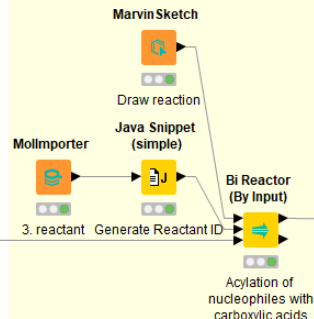 MarvinSketch
Draw reaction
Java Snippet
(simple)
MolImporter
J
3. reactant
Generate Reactant ID
Bi Reactor
(By Input)
Acylation of
nucleophiles with
carboxylic acids